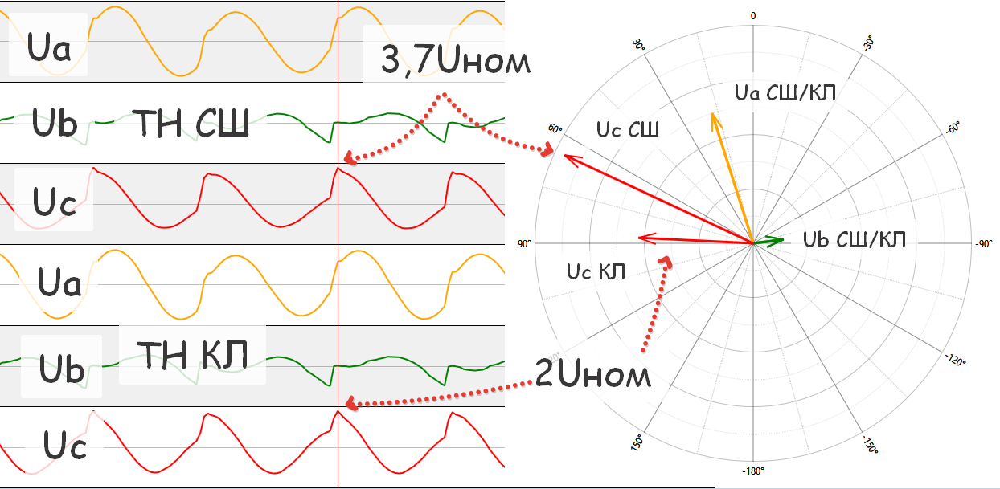 Ua
3,7Uном
Ub
ТН СШ
Uc
Ua
ТН КЛ
Ub
2Uном
Uc
0
30°
-30°
Ua СШ/КЛ
Uc СШ
60°
-60°
90°
Ub СШ/КЛ
-90°
Uc КЛ
-120°
150°
-150°
-180°